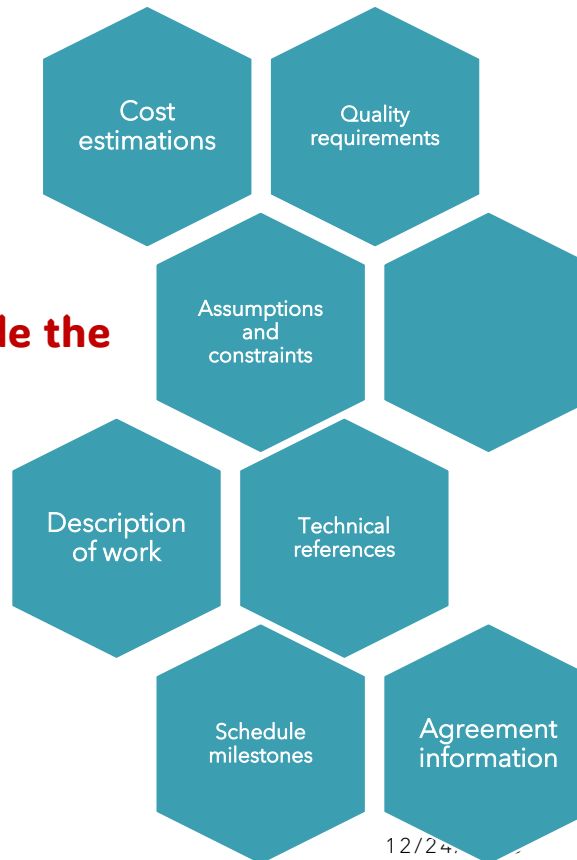 Cost
estimations
Quality
requirements
Assumptions
and
constraints
le the
Description
of work
Technical
references
Schedule
milestones
Agreement
information
12/24/